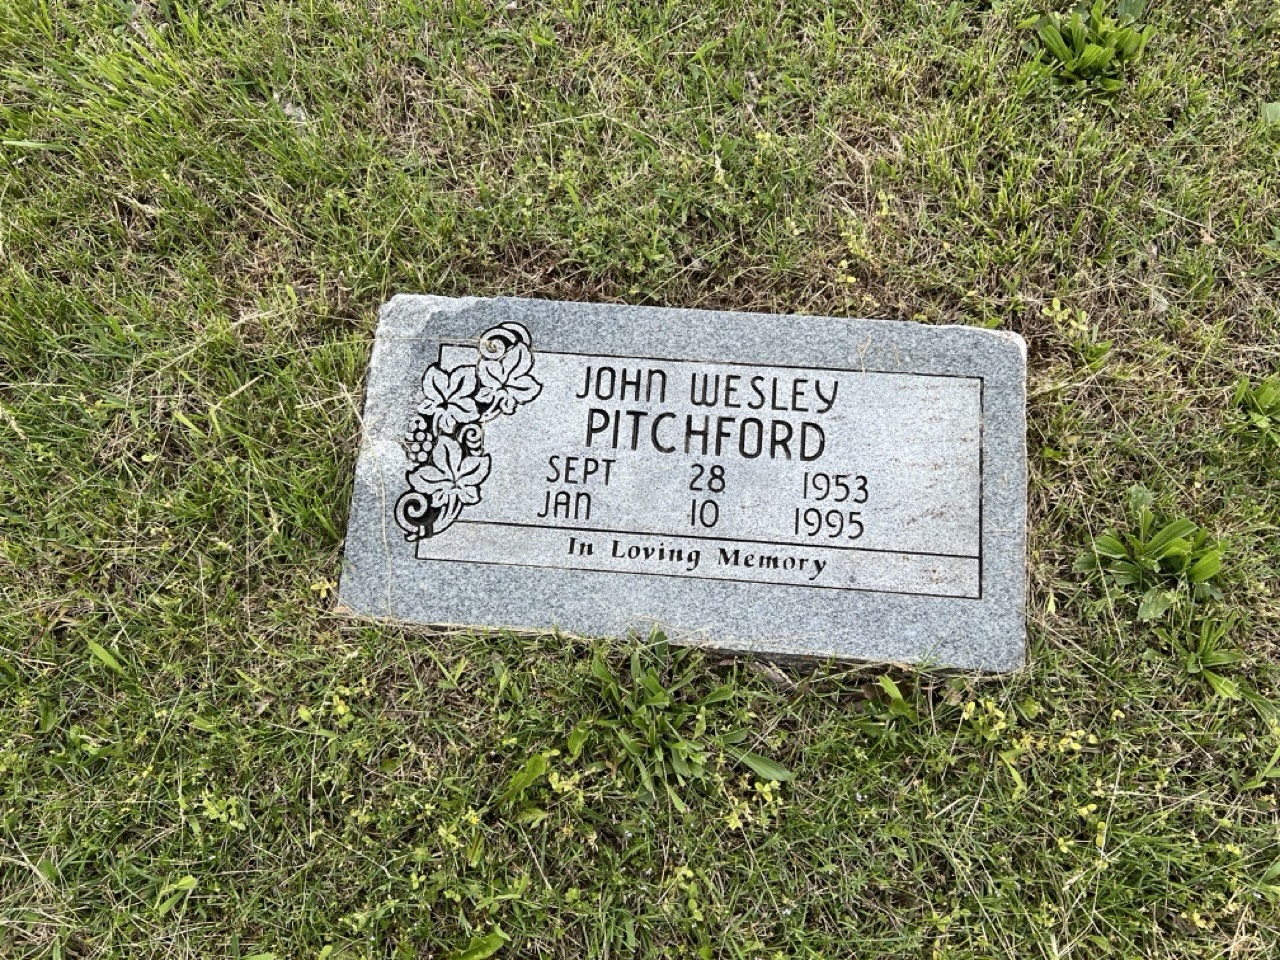 JOHN WESLEY
PITCHFORD
SEPT 28 1953
JAN 10 1995
In Loving Memory